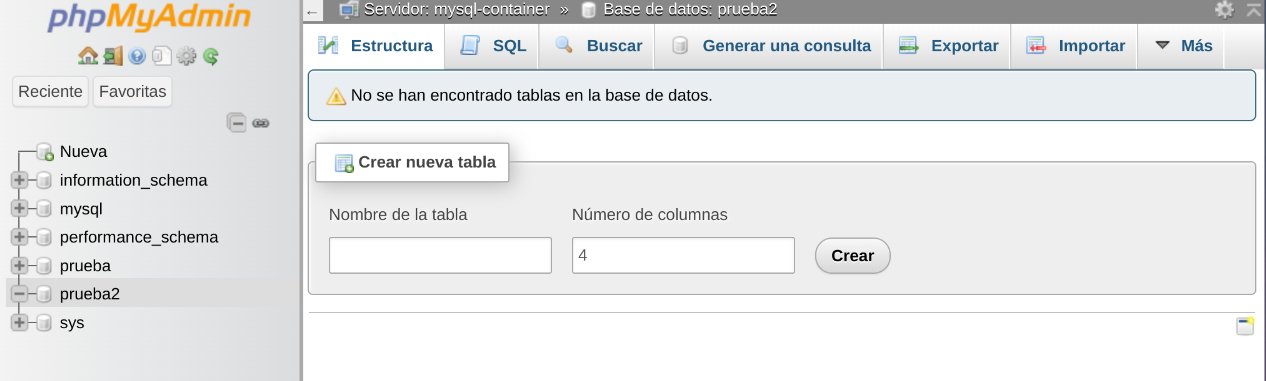 phpMyAdmin
Reciente Favoritas
Nueva
information_schema
mysql
performance_schema
prueba
prueba2
sys
← Servidor: mysql-container » Base de datos: prueba2
Estructura SQL Buscar Generar una consulta Exportar Importar Más
No se han encontrado tablas en la base de datos.
Crear nueva tabla
Nombre de la tabla Número de columnas
4 Crear